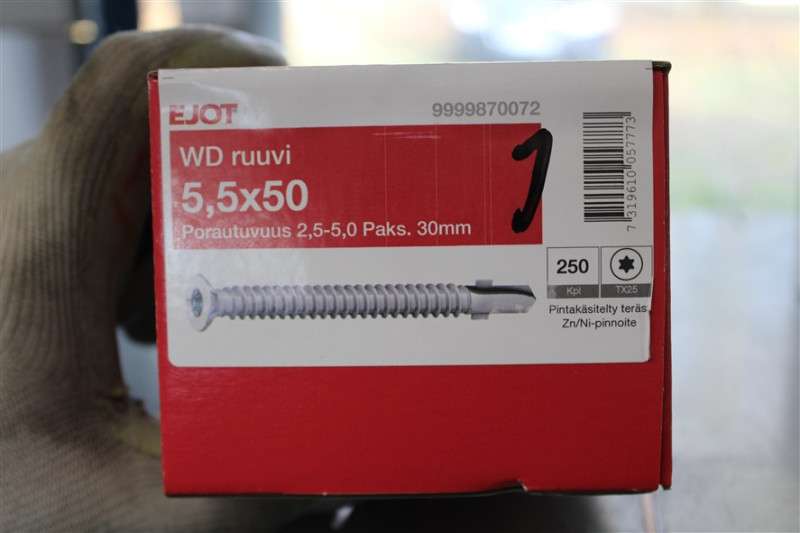 EJOT
9999870072
WD ruuvi
5,5x50
Porautuvuus 2,5-5,0 Paks. 30mm
7 319610 057773
250
Kpl
TX25
Pintakäsitelty teräs
Zn/Ni-pinnoite